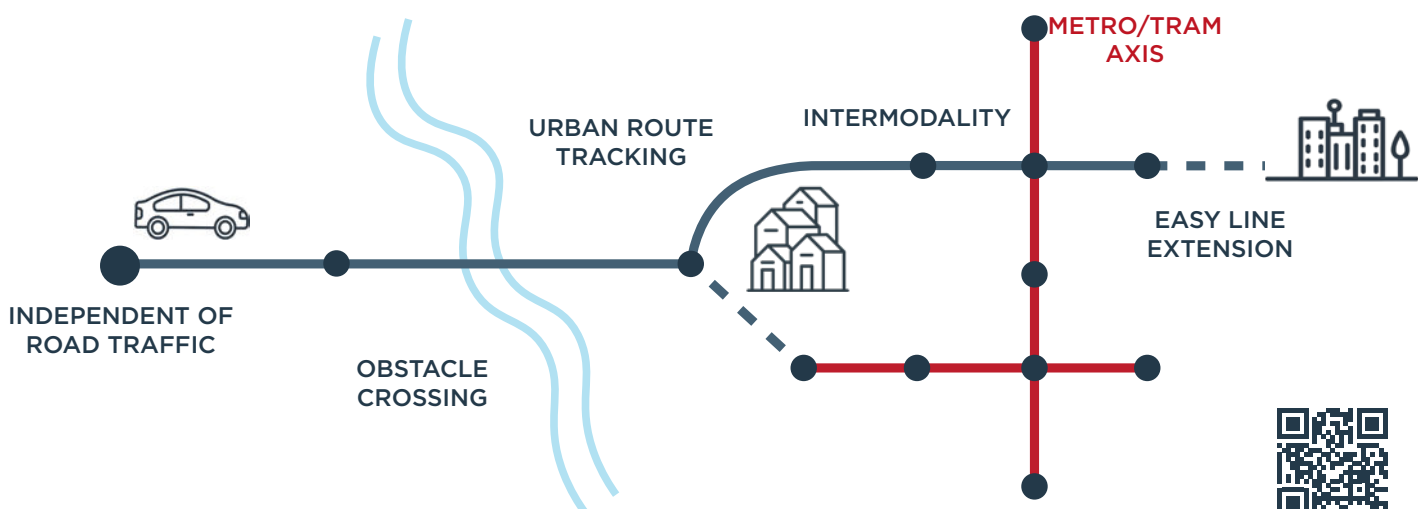 METRO/TRAM
AXIS
INTERMODALITY
URBAN ROUTE
TRACKING
EASY LINE
EXTENSION
INDEPENDENT OF
ROAD TRAFFIC
OBSTACLE
CROSSING